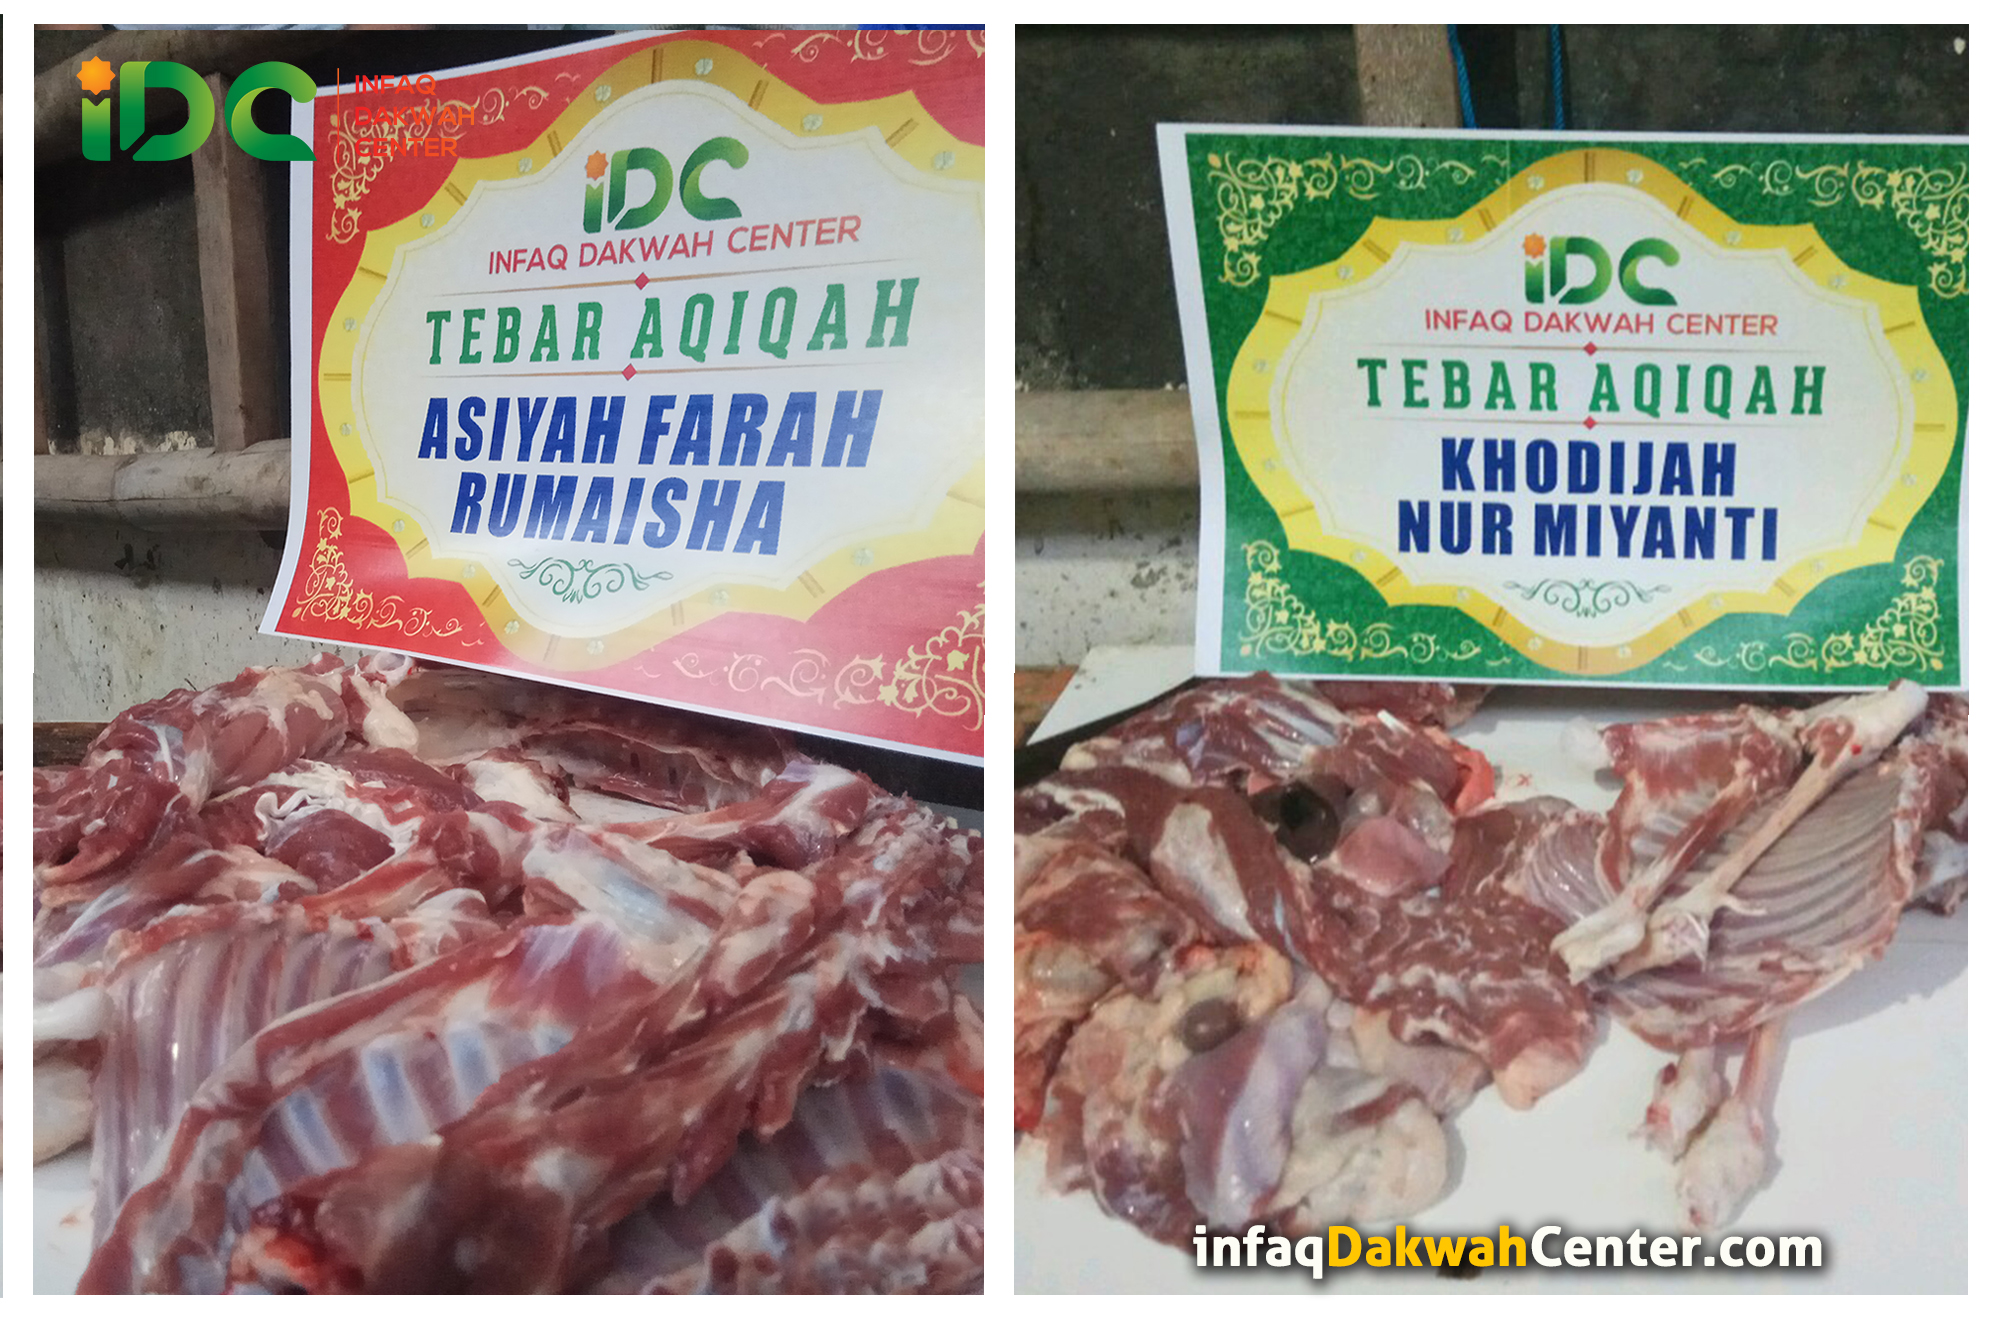 iDC
INFAQ
DAKWAH
CENTER
iDC
INFAQ DAKWAH CENTER
TEBAR AQIQAH
ASIYAH FARAH
RUMAISHA
iDC
INFAQ DAKWAH CENTER
TEBAR AQIQAH
KHODIJAH
NUR MIYANTI
infaqDakwahCenter.com